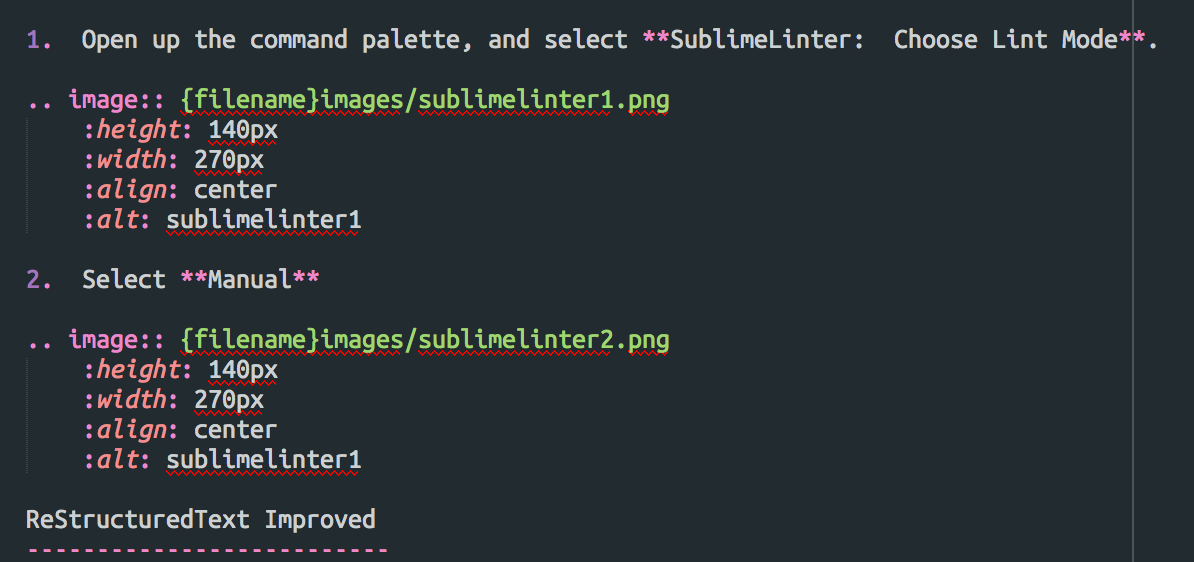 1.  Open up the command palette, and select **SublimeLinter:  Choose Lint Mode**.
.. image:: {filename}images/sublimelinter1.png
:height: 140px
:width: 270px
:align: center
:alt: sublimelinter1
2.  Select **Manual**
.. image:: {filename}images/sublimelinter2.png
:height: 140px
:width: 270px
:align: center
:alt: sublimelinter1
ReStructuredText Improved
--------------------------